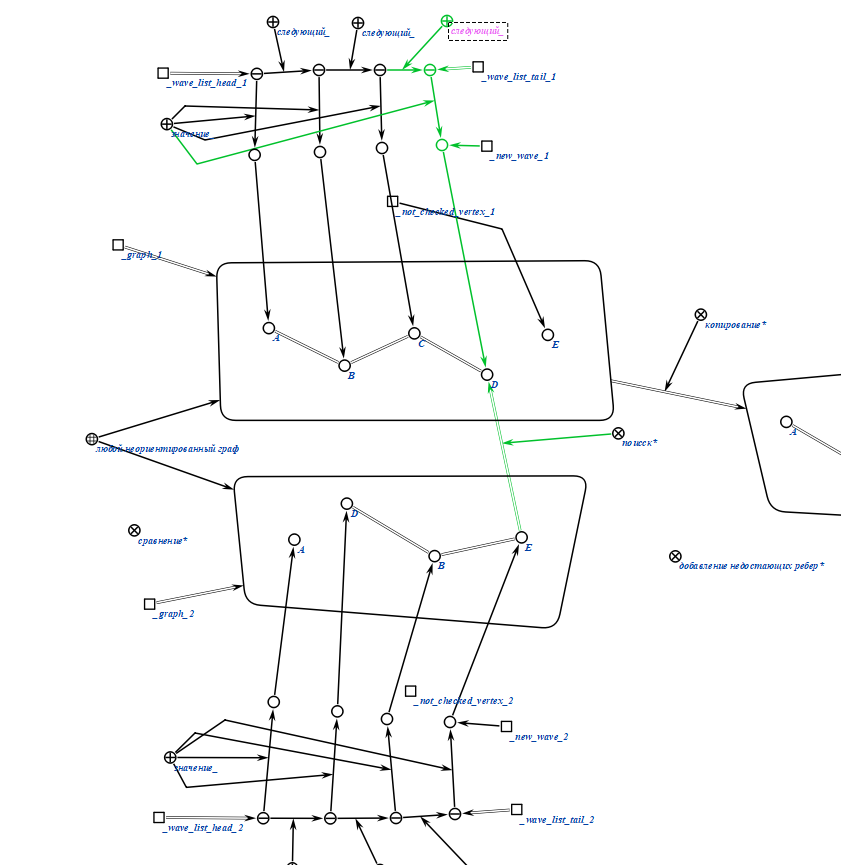 следующий_
следующий_
следующий_
_wave_list_head_1
_wave_list_tail_1
значение_
_new_wave_1
_not_checked_vertex_1
_graph_1
A
B
C
D
E
копирование*
A
любой неориентированный граф
поисск*
сравнение*
D
A
B
E
добавление недостающих ребер*
_graph_2
_not_checked_vertex_2
_new_wave_2
значение_
_wave_list_head_2
_wave_list_tail_2